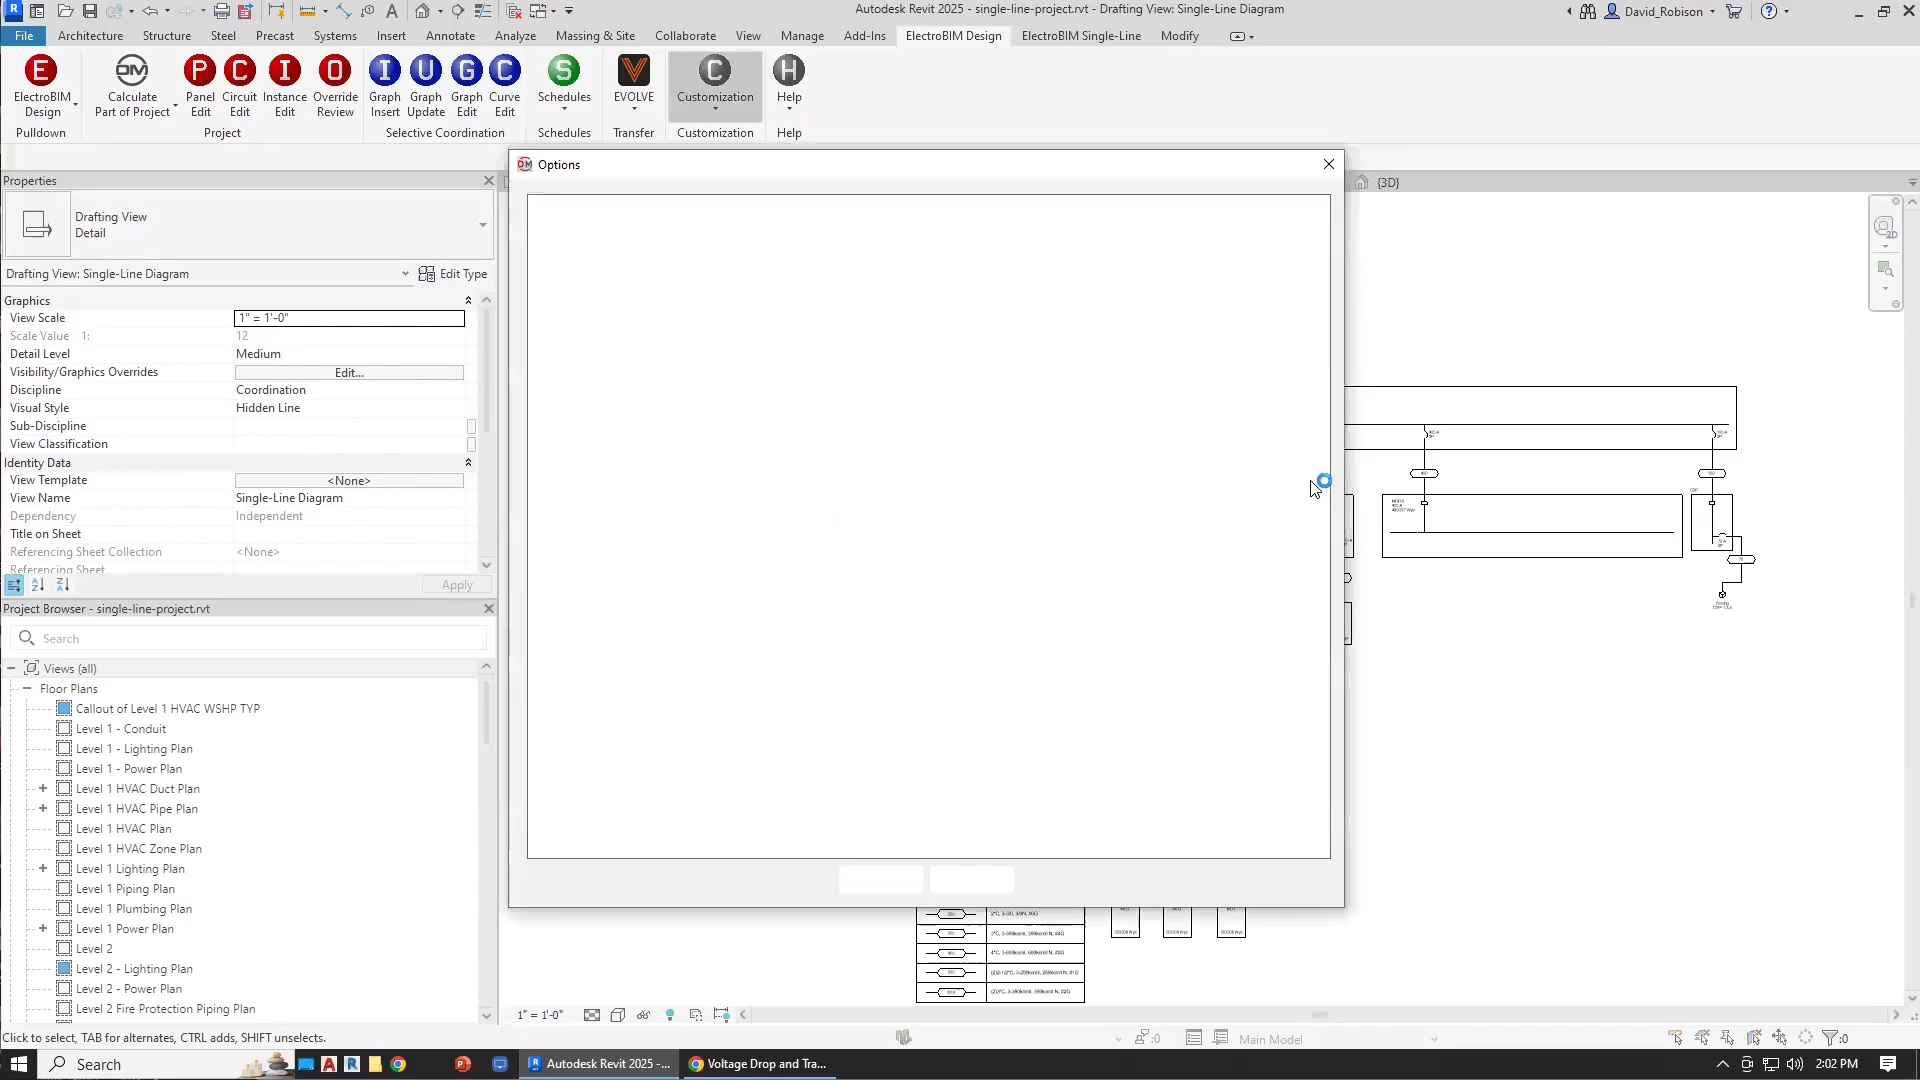 Autodesk Revit 2025 - single-line-project.rvt - Drafting View: Single-Line Diagram
David_Robison
File Architecture Structure Steel Precast Systems Insert Annotate Analyze Massing & Site Collaborate View Manage Add-Ins ElectroBIM Design ElectroBIM Single-Line Modify
ElectroBIM Design
Calculate Part of Project
Panel Edit
Circuit Edit
Instance Edit
Override Review
Graph Insert
Graph Update
Graph Edit
Curve Edit
Schedules
EVOLVE
Customization
Help
Pulldown Project Selective Coordination Schedules Transfer Customization Help
Options
{3D}
Properties
Drafting View
Detail
Drafting View: Single-Line Diagram Edit Type
Graphics
View Scale 1" = 1'-0"
Scale Value 1: 12
Detail Level Medium
Visibility/Graphics Overrides Edit...
Discipline Coordination
Visual Style Hidden Line
Sub-Discipline
View Classification
Identity Data
View Template <None>
View Name Single-Line Diagram
Dependency Independent
Title on Sheet
Referencing Sheet Collection <None>
Referencing Sheet
Apply
Project Browser - single-line-project.rvt
Search
Views (all)
Floor Plans
Callout of Level 1 HVAC WSHP TYP
Level 1 - Conduit
Level 1 - Lighting Plan
Level 1 - Power Plan
Level 1 HVAC Duct Plan
Level 1 HVAC Pipe Plan
Level 1 HVAC Plan
Level 1 HVAC Zone Plan
Level 1 Lighting Plan
Level 1 Piping Plan
Level 1 Plumbing Plan
Level 1 Power Plan
Level 2
Level 2 - Lighting Plan
Level 2 - Power Plan
Level 2 Fire Protection Piping Plan
1" = 1'-0"
Click to select, TAB for alternates, CTRL adds, SHIFT unselects.
:0
Main Model
:0
Search
Autodesk Revit 2025 -...
Voltage Drop and Tra...
2:02 PM